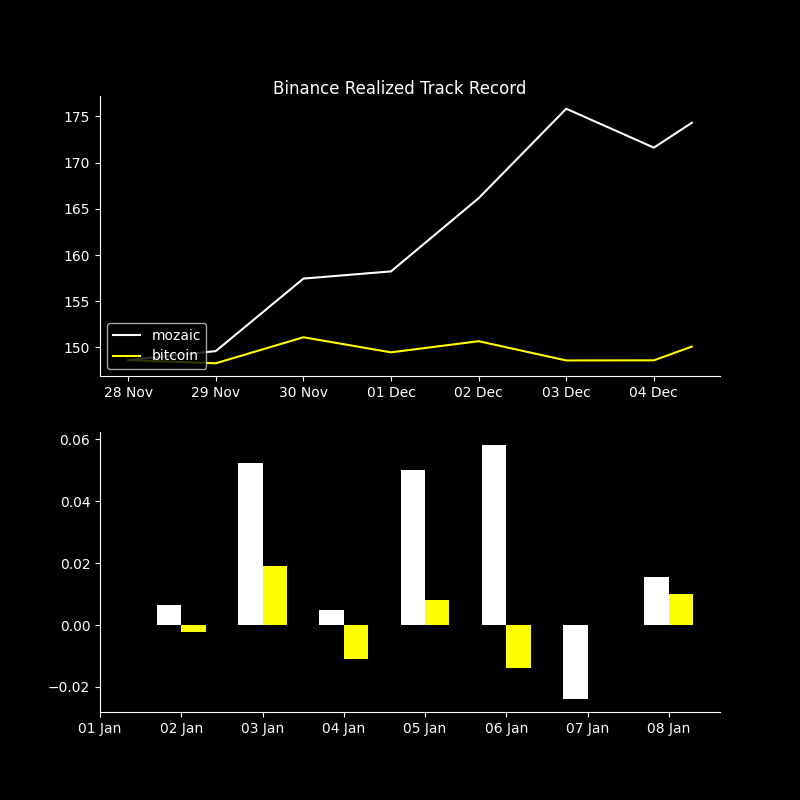 Binance Realized Track Record
175
170
165
160
155
150
mozaic
bitcoin
28 Nov 29 Nov 30 Nov 01 Dec 02 Dec 03 Dec 04 Dec
0.06
0.04
0.02
0.00
−0.02
01 Jan 02 Jan 03 Jan 04 Jan 05 Jan 06 Jan 07 Jan 08 Jan